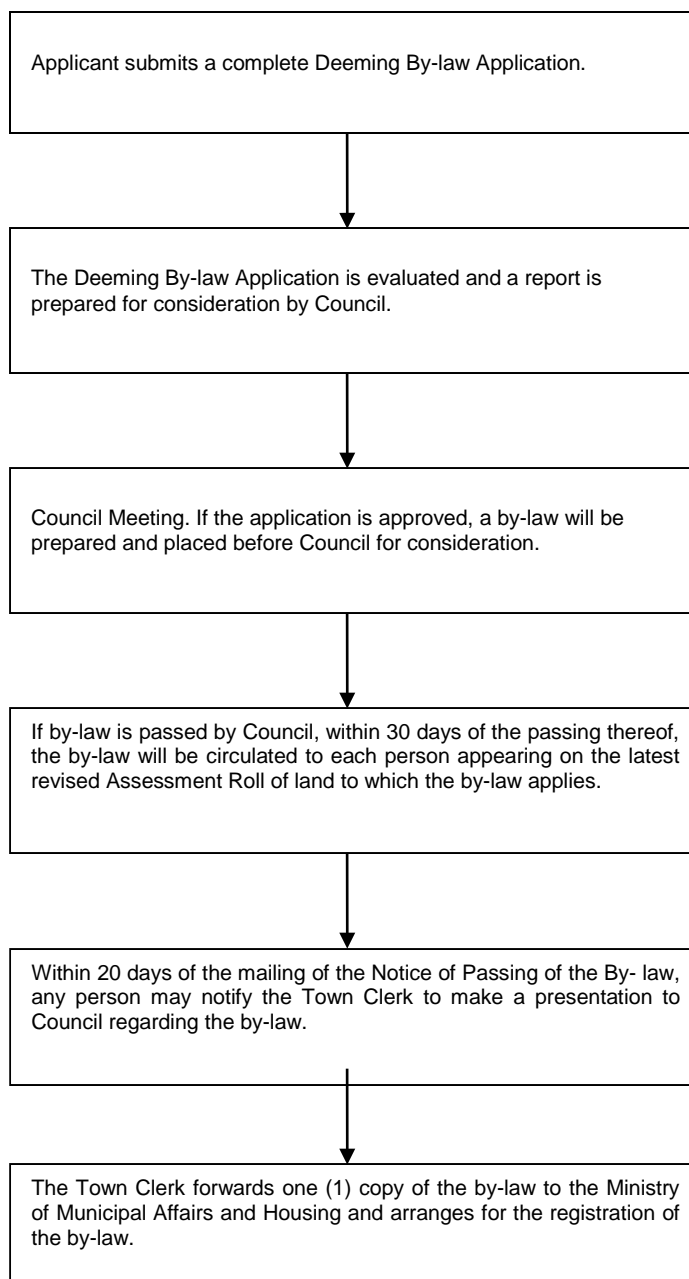 Applicant submits a complete Deeming By-law Application.
The Deeming By-law Application is evaluated and a report is
prepared for consideration by Council.
Council Meeting. If the application is approved, a by-law will be
prepared and placed before Council for consideration.
If by-law is passed by Council, within 30 days of the passing thereof,
the by-law will be circulated to each person appearing on the latest
revised Assessment Roll of land to which the by-law applies.
Within 20 days of the mailing of the Notice of Passing of the By- law,
any person may notify the Town Clerk to make a presentation to
Council regarding the by-law.
The Town Clerk forwards one (1) copy of the by-law to the Ministry
of Municipal Affairs and Housing and arranges for the registration of
the by-law.